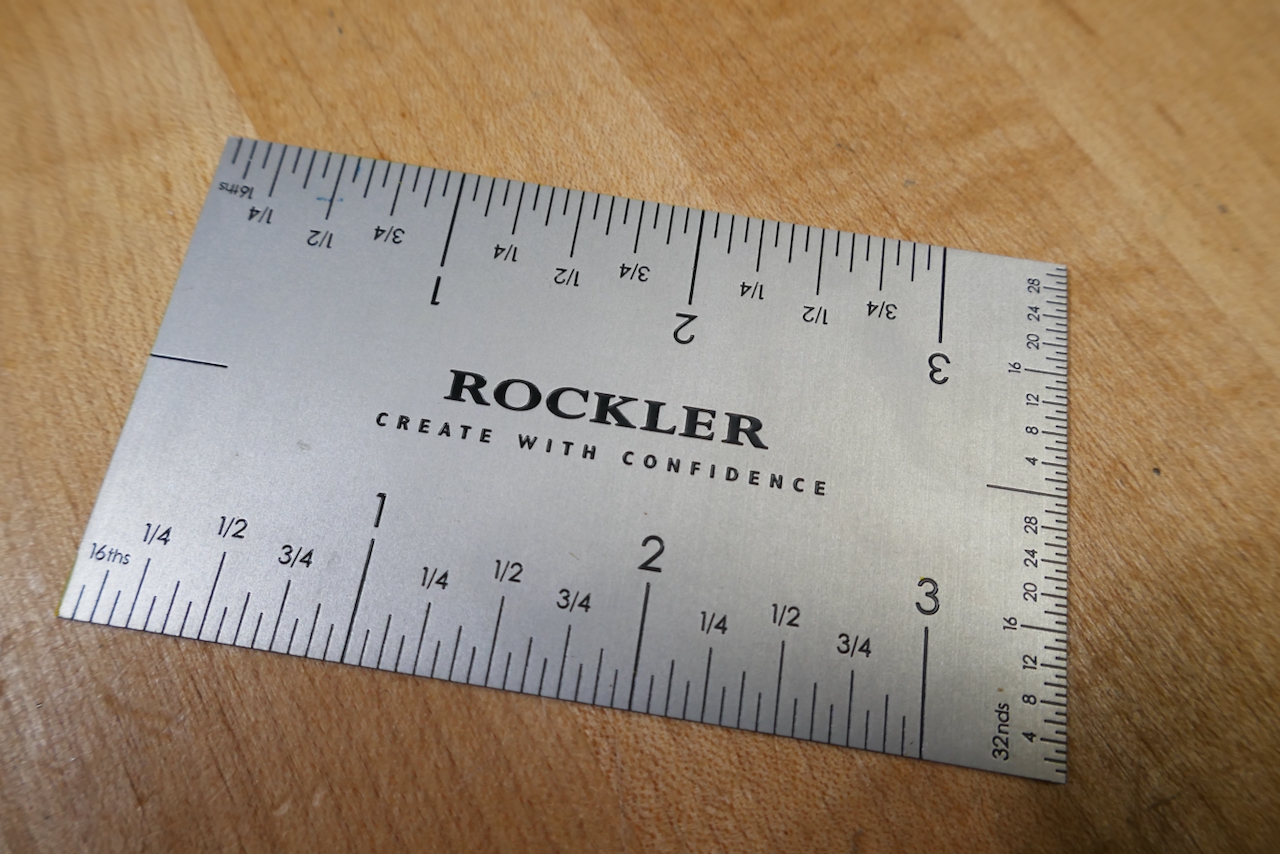 16ths
1/4 1/2 3/4 1 1/4 1/2 3/4 2 1/4 1/2 3/4 3
ROCKLER
CREATE WITH CONFIDENCE
16ths 1/4 1/2 3/4 1 1/4 1/2 3/4 2 1/4 1/2 3/4 3
28
24
20
16
12
8
4
28
24
20
16
12
8
4
32nds